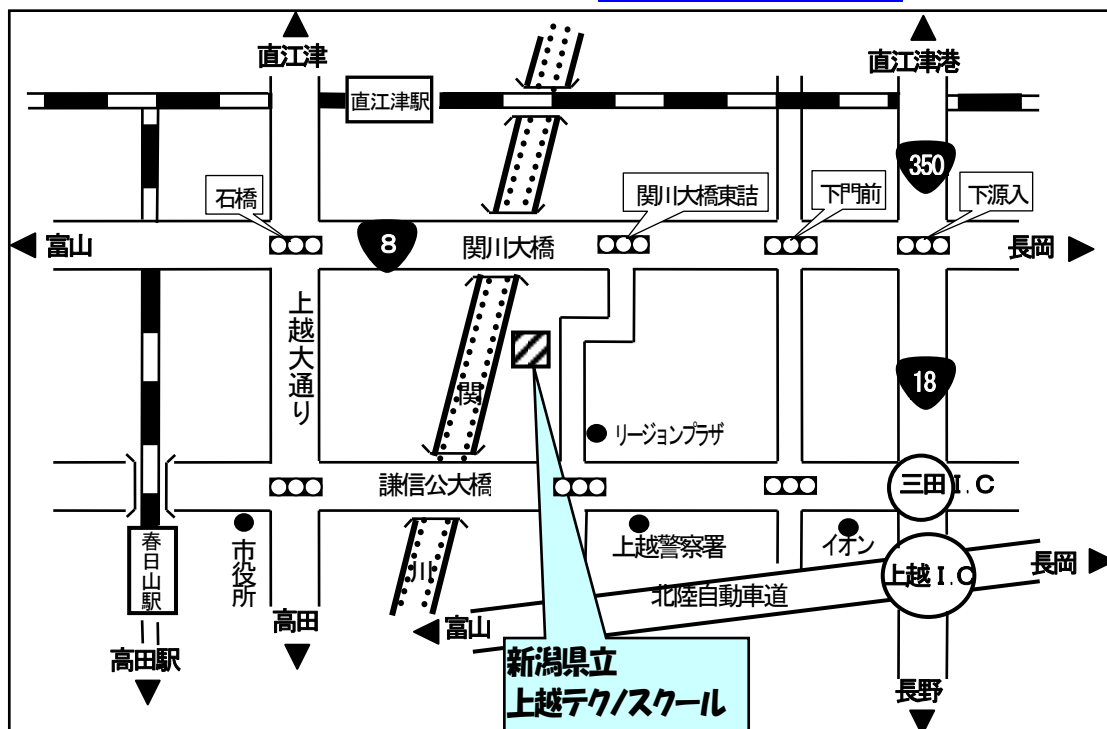 直江津
直江津港
直江津駅
350
石橋
関川大橋東詰
下門前
下源入
富山
8
関川大橋
長岡
上越大通り
関
18
リージョンプラザ
謙信公大橋
三田I.C
春日山駅
市役所
川
上越警察署
イオン
上越I.C
長岡
北陸自動車道
高田
富山
高田駅
新潟県立
上越テクノスクール
長野